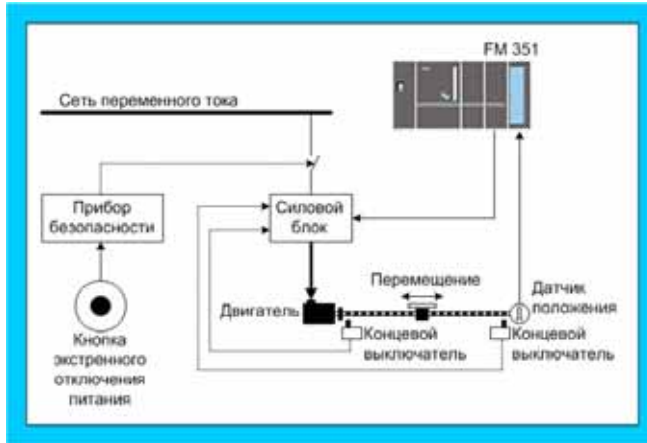 FM 351
Сеть переменного тока
Прибор
безопасности
Силовой
блок
Перемещение
Датчик
положения
Двигатель
Концевой
выключатель
Концевой
выключатель
Кнопка
экстренного
отключения
питания